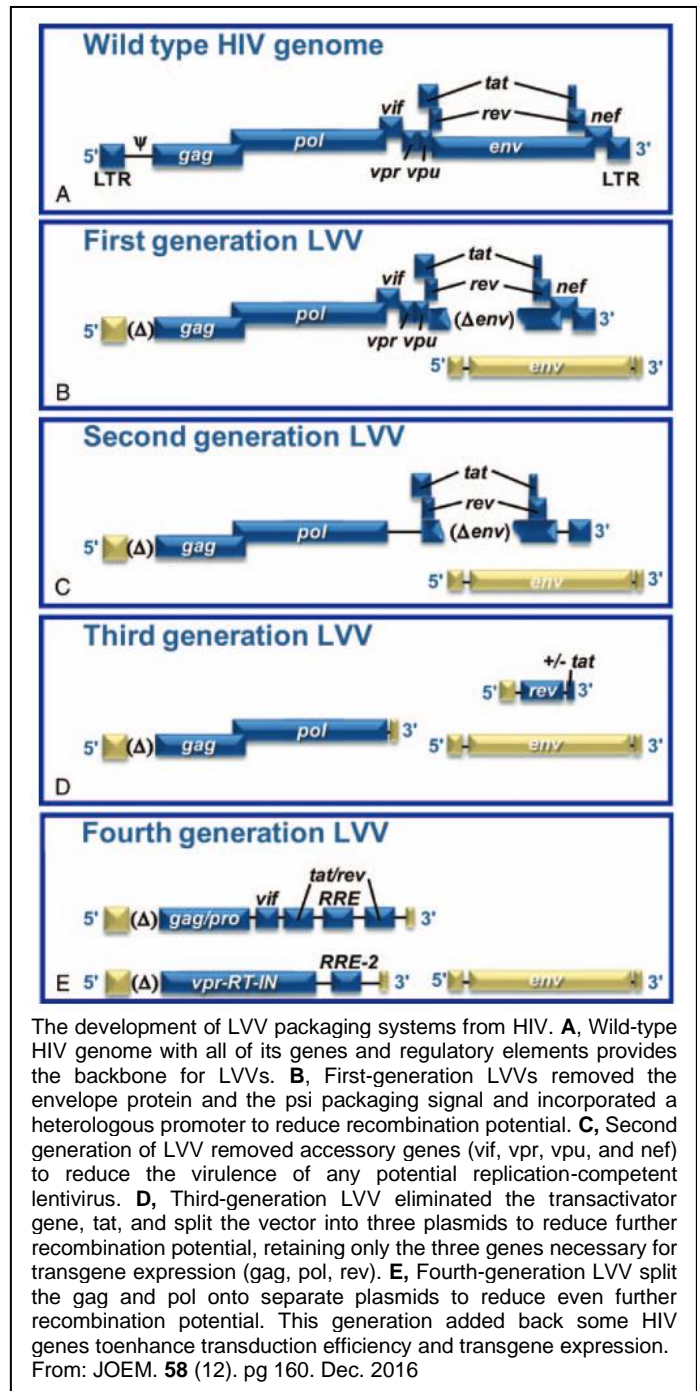 Wild type HIV genome
tat
vif rev nef
5' Ψ gag pol env 3'
LTR vpr vpu LTR
A
First generation LVV
tat
vif rev nef
5' (Δ) gag pol (Δenv) 3'
vpr vpu
5' env 3'
B
Second generation LVV
tat
rev
5' (Δ) gag pol (Δenv) 3'
5' env 3'
C
Third generation LVV
+/- tat
5' rev 3'
5' (Δ) gag pol 3' 5' env 3'
D
Fourth generation LVV
tat/rev
vif RRE
5' (Δ) gag/pro 3'
RRE-2
E 5' (Δ) vpr-RT-IN 3' 5' env 3'
The development of LVV packaging systems from HIV. A, Wild-type
HIV genome with all of its genes and regulatory elements provides
the backbone for LVVs. B, First-generation LVVs removed the
envelope protein and the psi packaging signal and incorporated a
heterologous promoter to reduce recombination potential. C, Second
generation of LVV removed accessory genes (vif, vpr, vpu, and nef)
to reduce the virulence of any potential replication-competent
lentivirus. D, Third-generation LVV eliminated the transactivator
gene, tat, and split the vector into three plasmids to reduce further
recombination potential, retaining only the three genes necessary for
transgene expression (gag, pol, rev). E, Fourth-generation LVV split
the gag and pol onto separate plasmids to reduce even further
recombination potential. This generation added back some HIV
genes toenhance transduction efficiency and transgene expression.
From: JOEM. 58 (12). pg 160. Dec. 2016